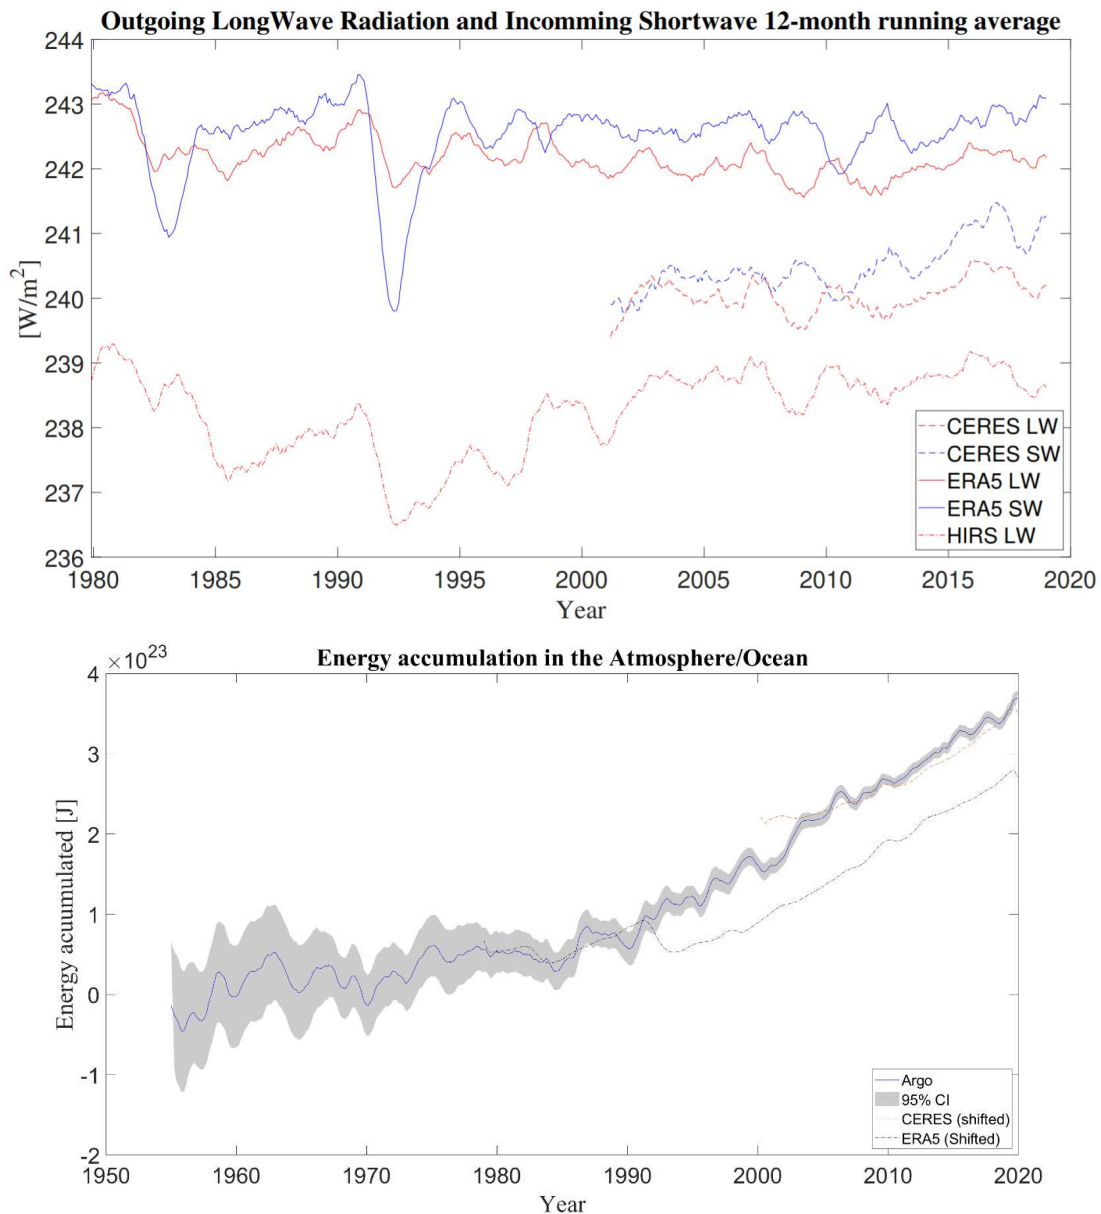 Outgoing LongWave Radiation and Incomming Shortwave 12-month running average
244
243
242
241
240
239
238
237
236
[W/m²]
1980 1985 1990 1995 2000 2005 2010 2015 2020
Year
CERES LW
CERES SW
ERA5 LW
ERA5 SW
HIRS LW
Energy accumulation in the Atmosphere/Ocean
×10²³
4
3
2
1
0
-1
-2
Energy acuumulated [J]
1950 1960 1970 1980 1990 2000 2010 2020
Year
Argo
95% CI
CERES (shifted)
ERA5 (Shifted)